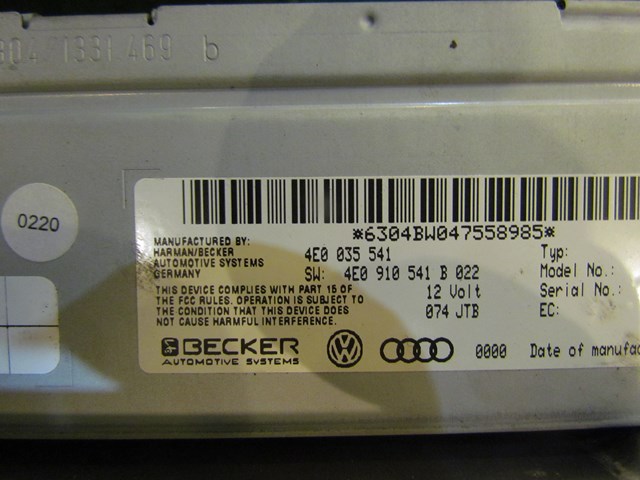 1331 469 b
0220
*6304BW047558985*
MANUFACTURED BY:
HARMAN/BECKER
AUTOMOTIVE SYSTEMS
GERMANY
4E0 035 541
SW: 4E0 910 541 B 022
Typ:
Model No.:
Serial No.:
EC:
THIS DEVICE COMPLIES WITH PART 15 OF
THE FCC RULES. OPERATION IS SUBJECT TO
THE CONDITION THAT THIS DEVICE DOES
NOT CAUSE HARMFUL INTERFERENCE.
12 Volt
074 JTB
BECKER
AUTOMOTIVE SYSTEMS
0000 Date of manufac